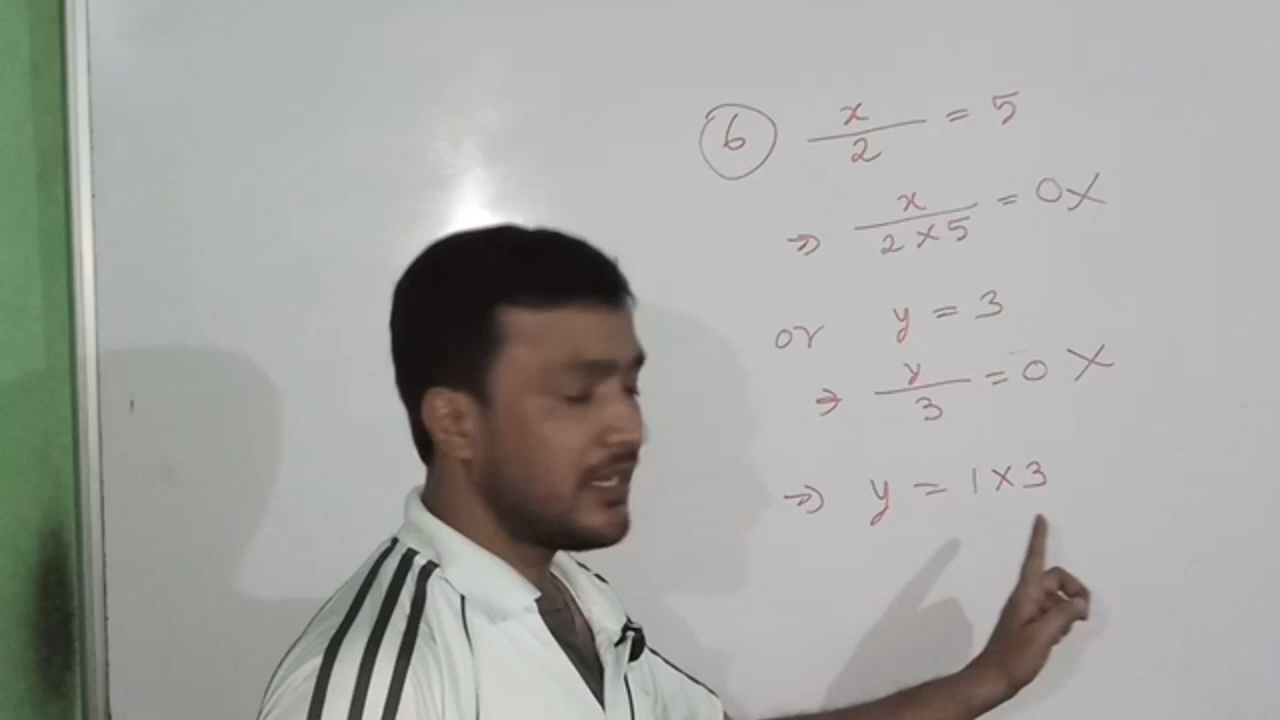 6 x/2 = 5
⇒ x/(2×5) = 0 X
or y = 3
⇒ y/3 = 0 X
⇒ y = 1×3